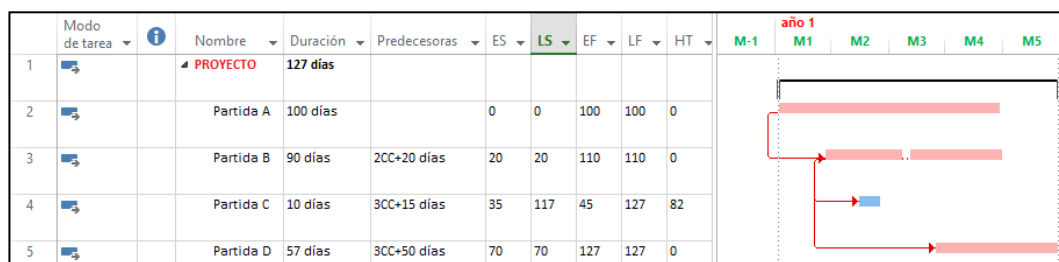 Modo de tarea Nombre Duración Predecesoras ES LS EF LF HT
año 1
M-1 M1 M2 M3 M4 M5
1 PROYECTO 127 días
2 Partida A 100 días 0 0 100 100 0
3 Partida B 90 días 2CC+20 días 20 20 110 110 0
4 Partida C 10 días 3CC+15 días 35 117 45 127 82
5 Partida D 57 días 3CC+50 días 70 70 127 127 0